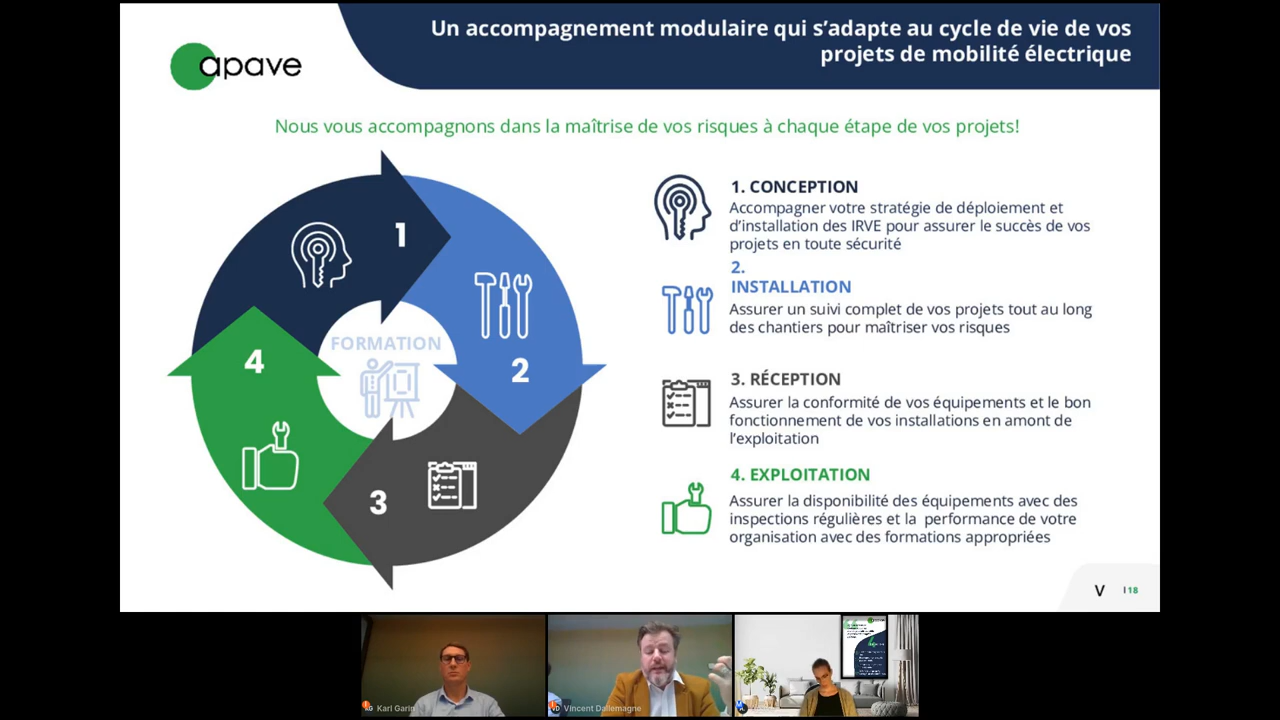 Un accompagnement modulaire qui s’adapte au cycle de vie de vos
projets de mobilité électrique
apave
Nous vous accompagnons dans la maîtrise de vos risques à chaque étape de vos projets!
1
2
3
4
FORMATION
1. CONCEPTION
Accompagner votre stratégie de déploiement et
d’installation des IRVE pour assurer le succès de vos
projets en toute sécurité
2.
INSTALLATION
Assurer un suivi complet de vos projets tout au long
des chantiers pour maîtriser vos risques
3. RÉCEPTION
Assurer la conformité de vos équipements et le bon
fonctionnement de vos installations en amont de
l’exploitation
4. EXPLOITATION
Assurer la disponibilité des équipements avec des
inspections régulières et la  performance de votre
organisation avec des formations appropriées
V
18
KG Karl Garin
VD Vincent Dallemagne